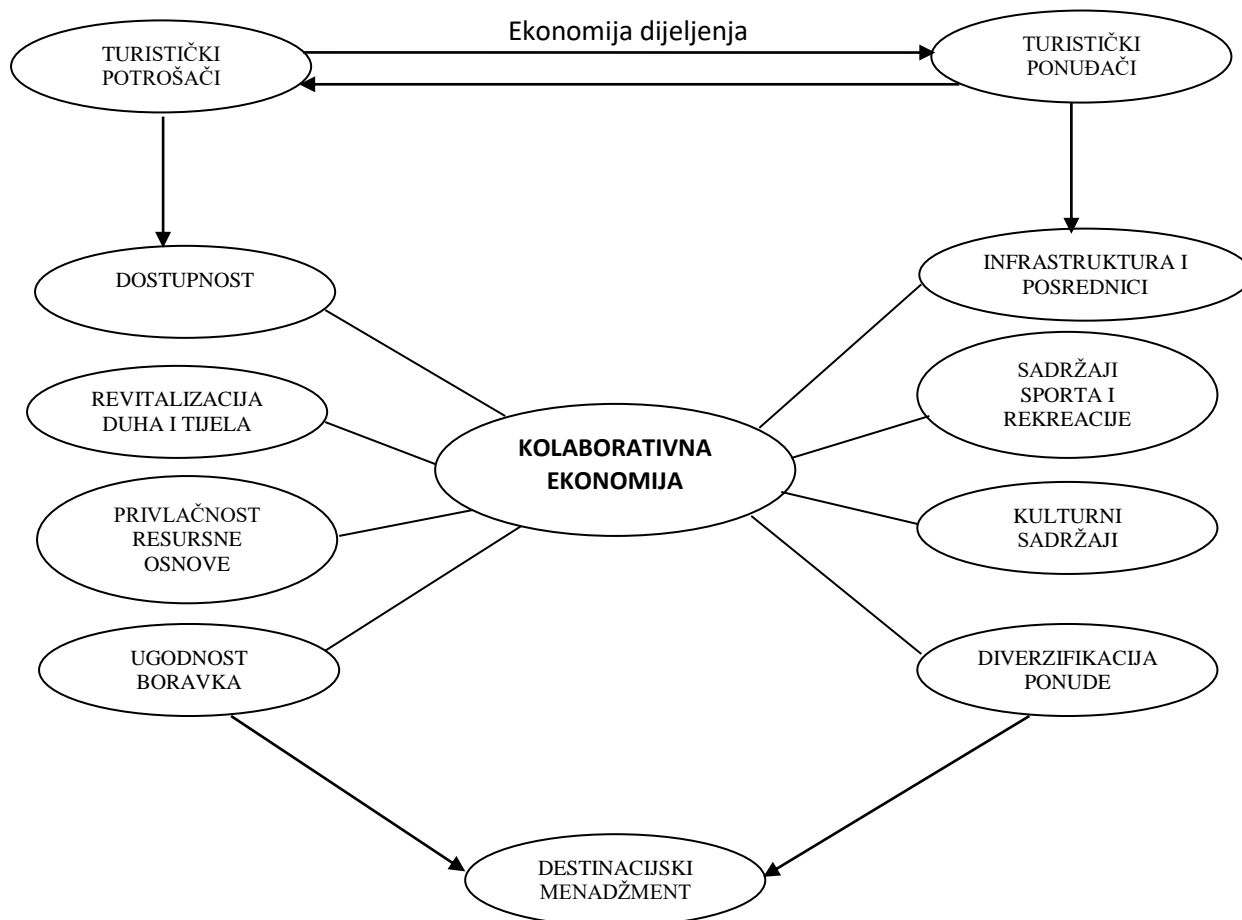 Ekonomija dijeljenja
TURISTIČKI
POTROŠAČI
TURISTIČKI
PONUĐAČI
DOSTUPNOST
INFRASTRUKTURA I
POSREDNICI
REVITALIZACIJA
DUHA I TIJELA
SADRŽAJI
SPORTA I
REKREACIJE
KOLABORATIVNA
EKONOMIJA
PRIVLAČNOST
RESURSNE
OSNOVE
KULTURNI
SADRŽAJI
UGODNOST
BORAVKA
DIVERZIFIKACIJA
PONUDE
DESTINACIJSKI
MENADŽMENT